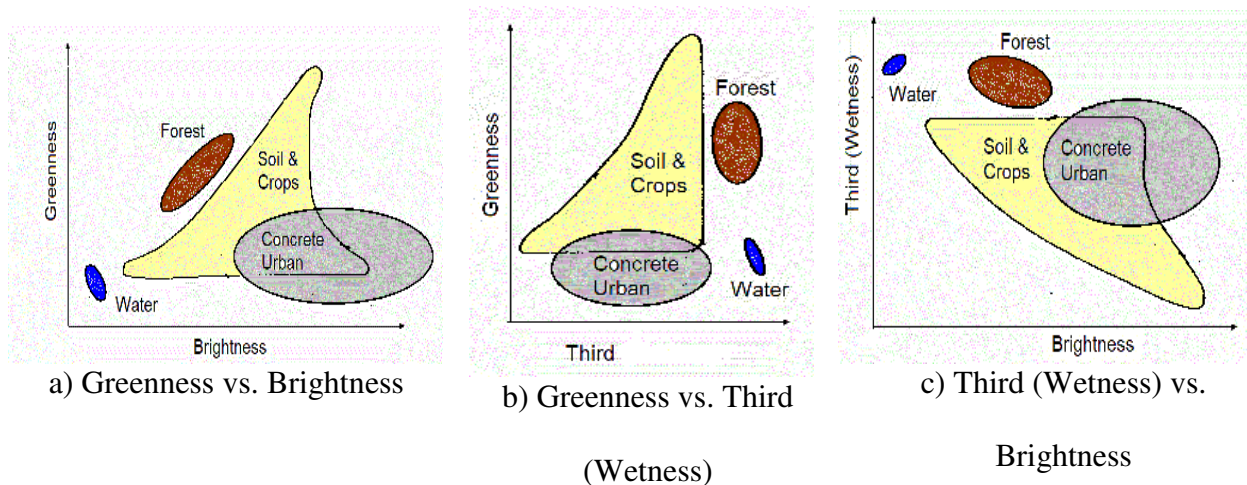 Greenness
Forest
Soil &
Crops
Concrete
Urban
Water
Brightness
a) Greenness vs. Brightness
Greenness
Forest
Soil &
Crops
Concrete
Urban
Water
Third
b) Greenness vs. Third
(Wetness)
Third (Wetness)
Forest
Water
Soil &
Crops
Concrete
Urban
Brightness
c) Third (Wetness) vs.
Brightness